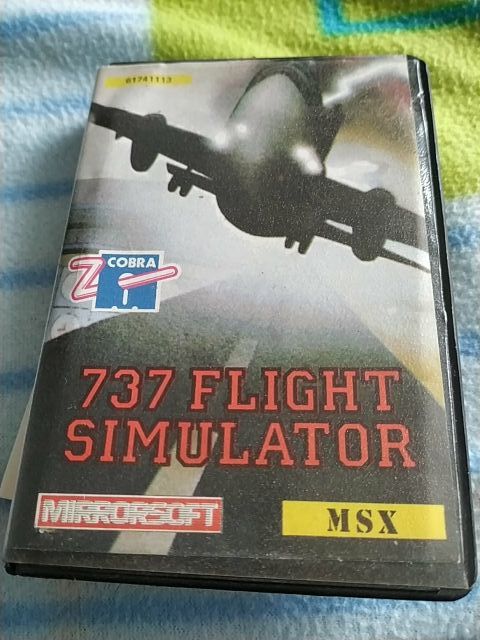 61741113
COBRA
737 FLIGHT
SIMULATOR
MIRRORSOFT
MSX